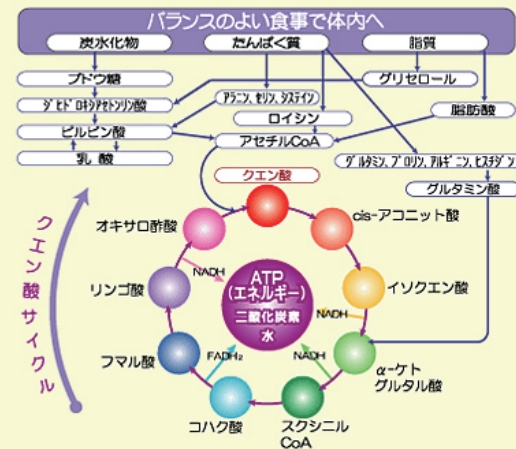 バランスのよい食事で体内へ
炭水化物
たんぱく質
脂質
ブドウ糖
グリセロール
ダヒドロキシアセトンリン酸
アラニン、セリン、システイン
ロイシン
脂肪酸
ピルビン酸
アセチルCoA
乳酸
グルタミン、プロリン、アルギニン、ヒスチダン
グルタミン酸
クエン酸
cis-アコニット酸
オキサロ酢酸
イソクエン酸
リンゴ酸
NADH
ATP
(エネルギー)
二酸化炭素
水
NADH
フマル酸
FADH₂
NADH
α-ケト
グルタル酸
コハク酸
スクシニル
CoA
クエン酸サイクル